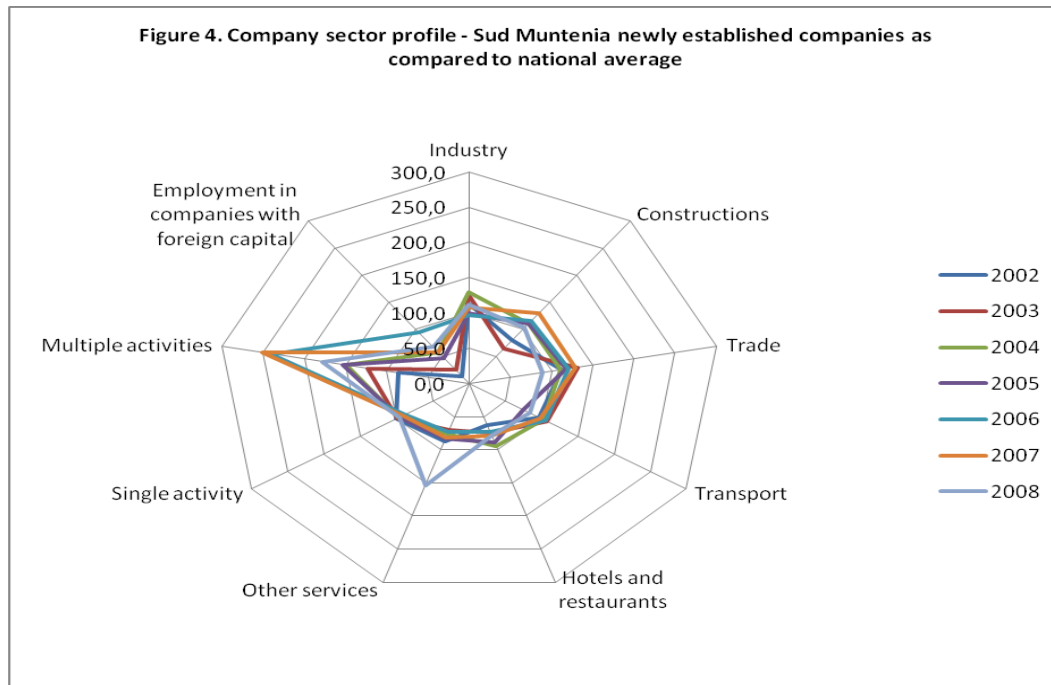 Figure 4. Company sector profile - Sud Muntenia newly established companies as
compared to national average
Industry
300,0
250,0
200,0
150,0
100,0
50,0
0,0
Constructions
Trade
Transport
Hotels and
restaurants
Other services
Single activity
Multiple activities
Employment in
companies with
foreign capital
2002
2003
2004
2005
2006
2007
2008